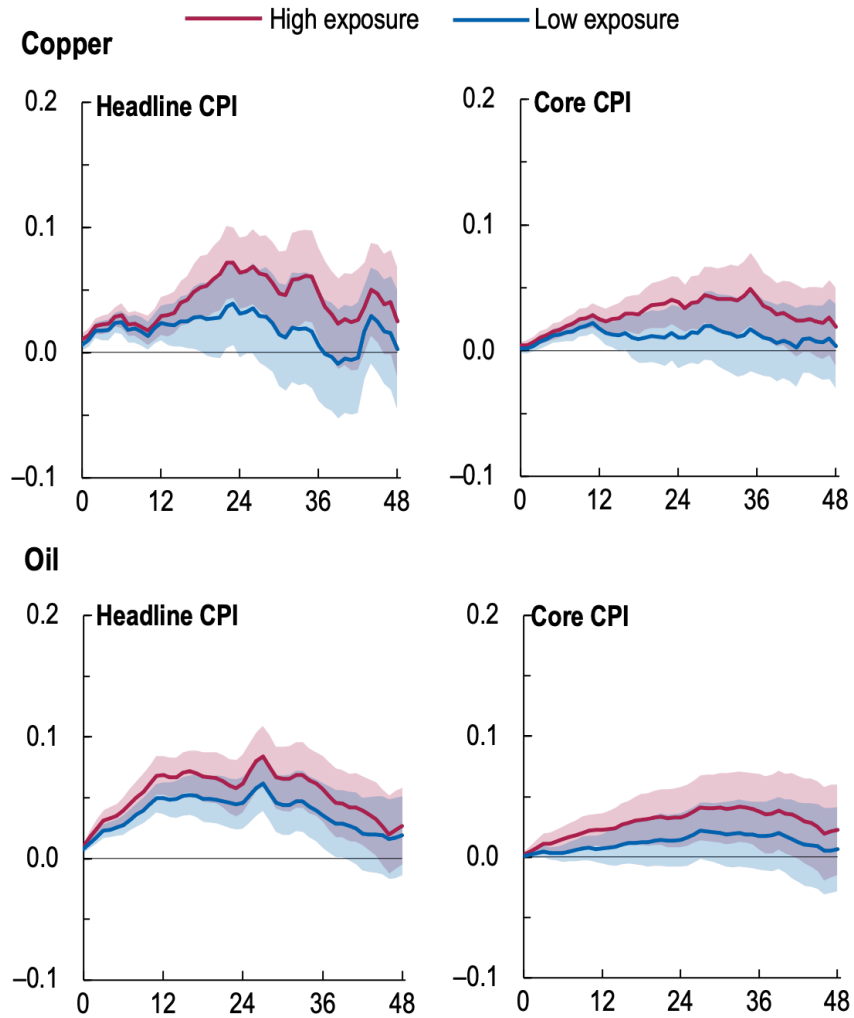 High exposure Low exposure
Copper
Headline CPI Core CPI
0.2 0.2
0.1 0.1
0.0 0.0
–0.1 –0.1
0 12 24 36 48 0 12 24 36 48
Oil
Headline CPI Core CPI
0.2 0.2
0.1 0.1
0.0 0.0
–0.1 –0.1
0 12 24 36 48 0 12 24 36 48